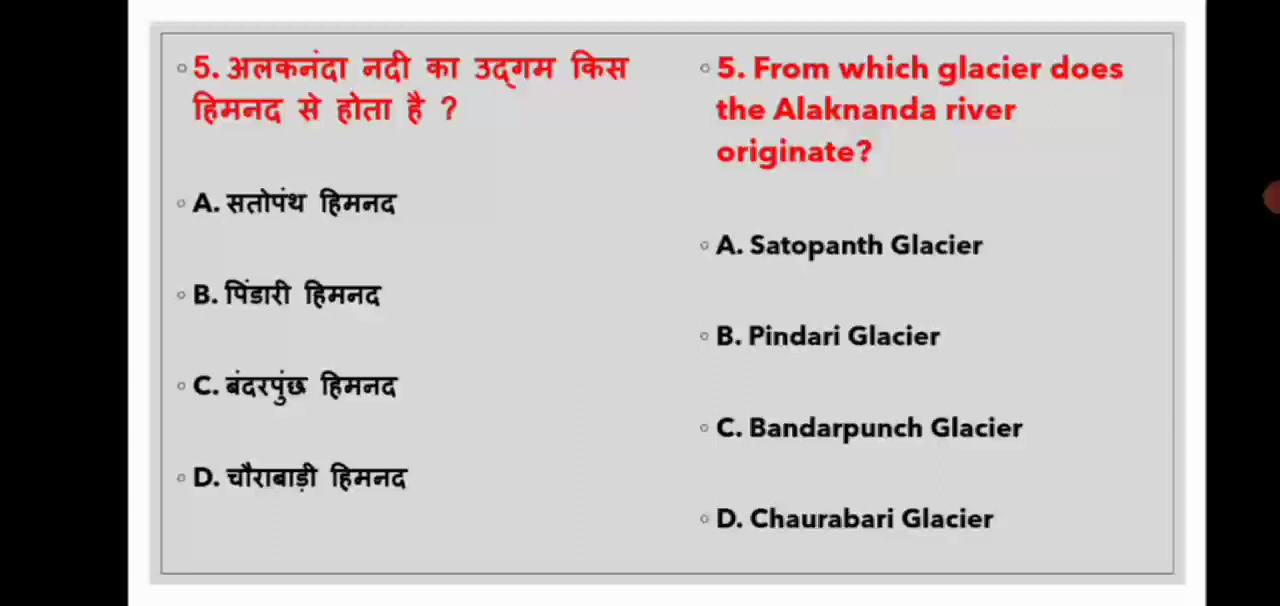 5. अलकनंदा नदी का उद्गम किस
हिमनद से होता है ?
A. सतोपंथ हिमनद
B. पिंडारी हिमनद
C. बंदरपुंछ हिमनद
D. चौराबाड़ी हिमनद
5. From which glacier does
the Alaknanda river
originate?
A. Satopanth Glacier
B. Pindari Glacier
C. Bandarpunch Glacier
D. Chaurabari Glacier